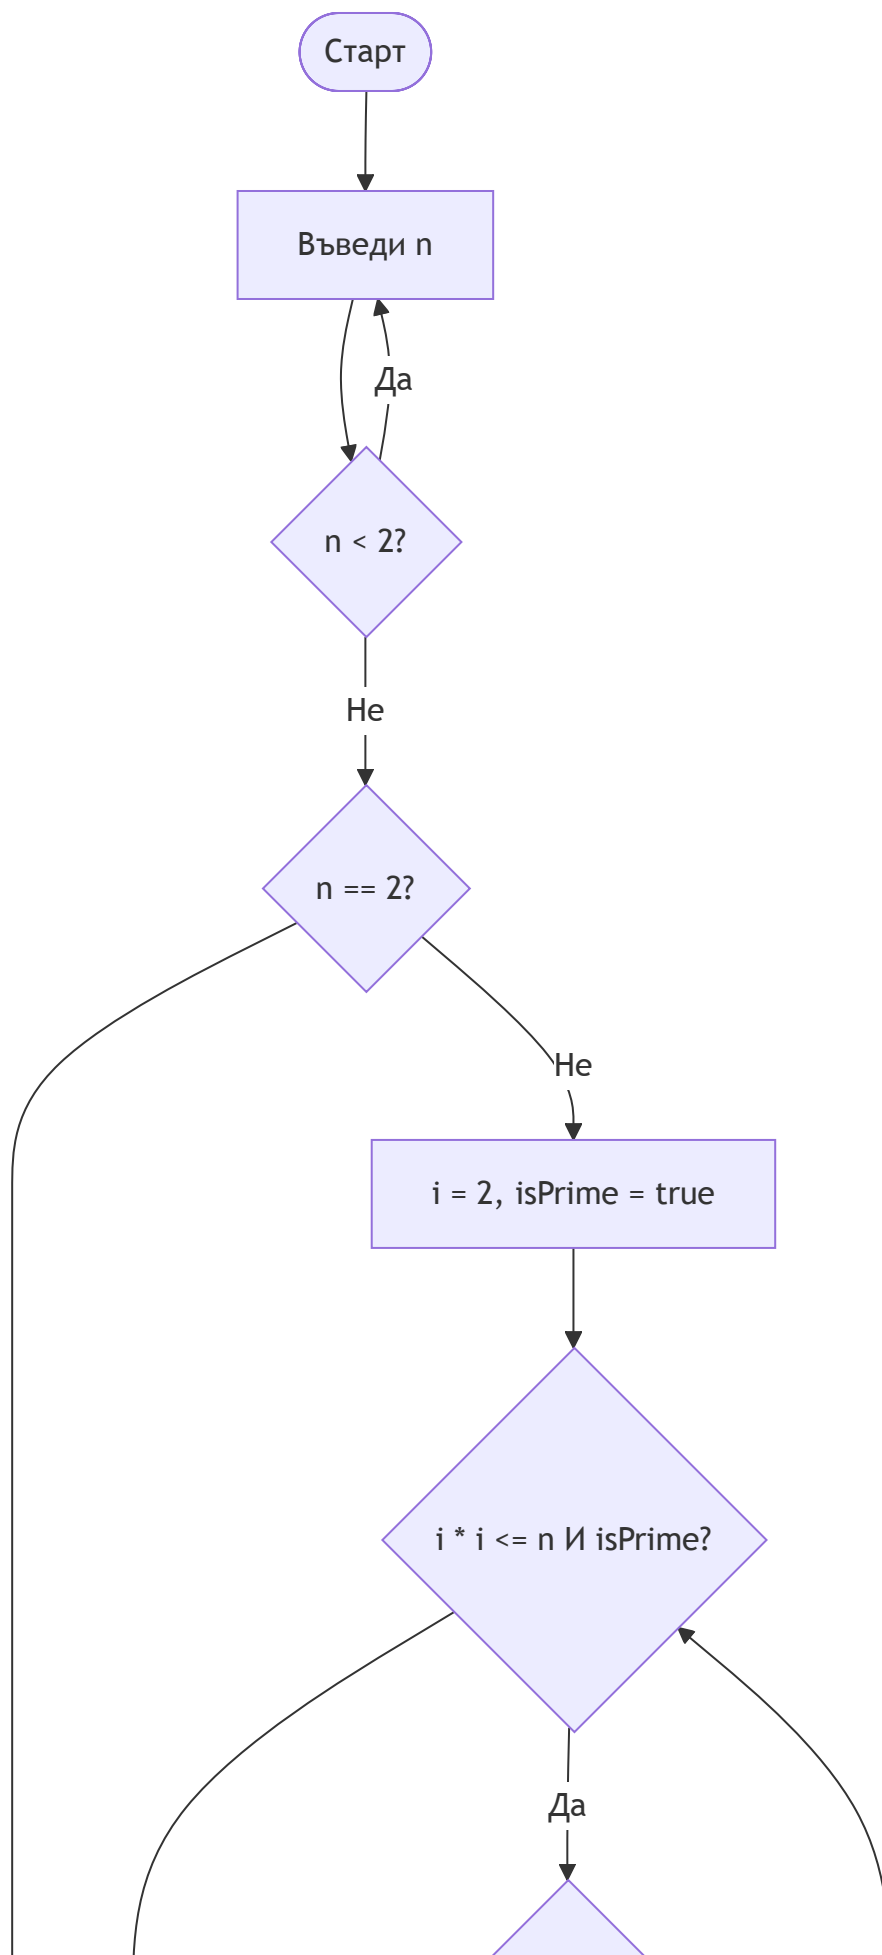 Старт
Въведи n
Да
n < 2?
Не
n == 2?
Не
i = 2, isPrime = true
i * i <= n И isPrime?
Да